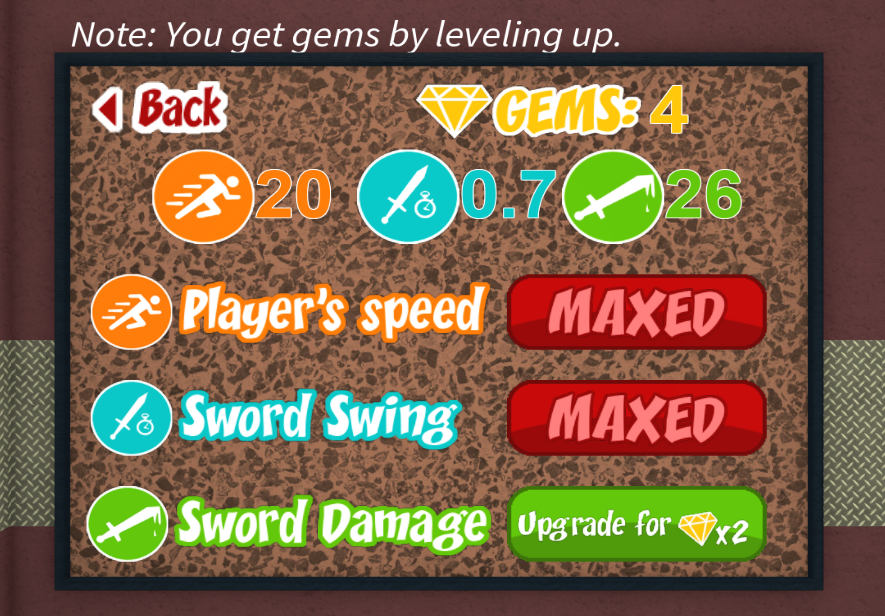 Note: You get gems by leveling up.
Back GEMS: 4
20 0.7 26
Player's speed MAXED
Sword Swing MAXED
Sword Damage Upgrade for x2